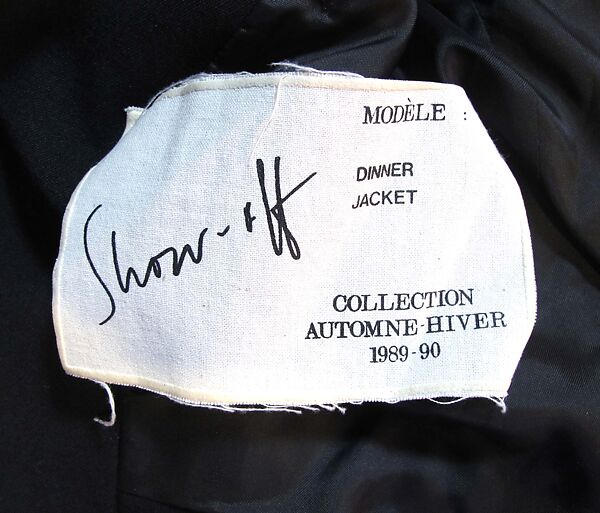 Show-off
MODÈLE :
DINNER
JACKET
COLLECTION
AUTOMNE-HIVER
1989-90